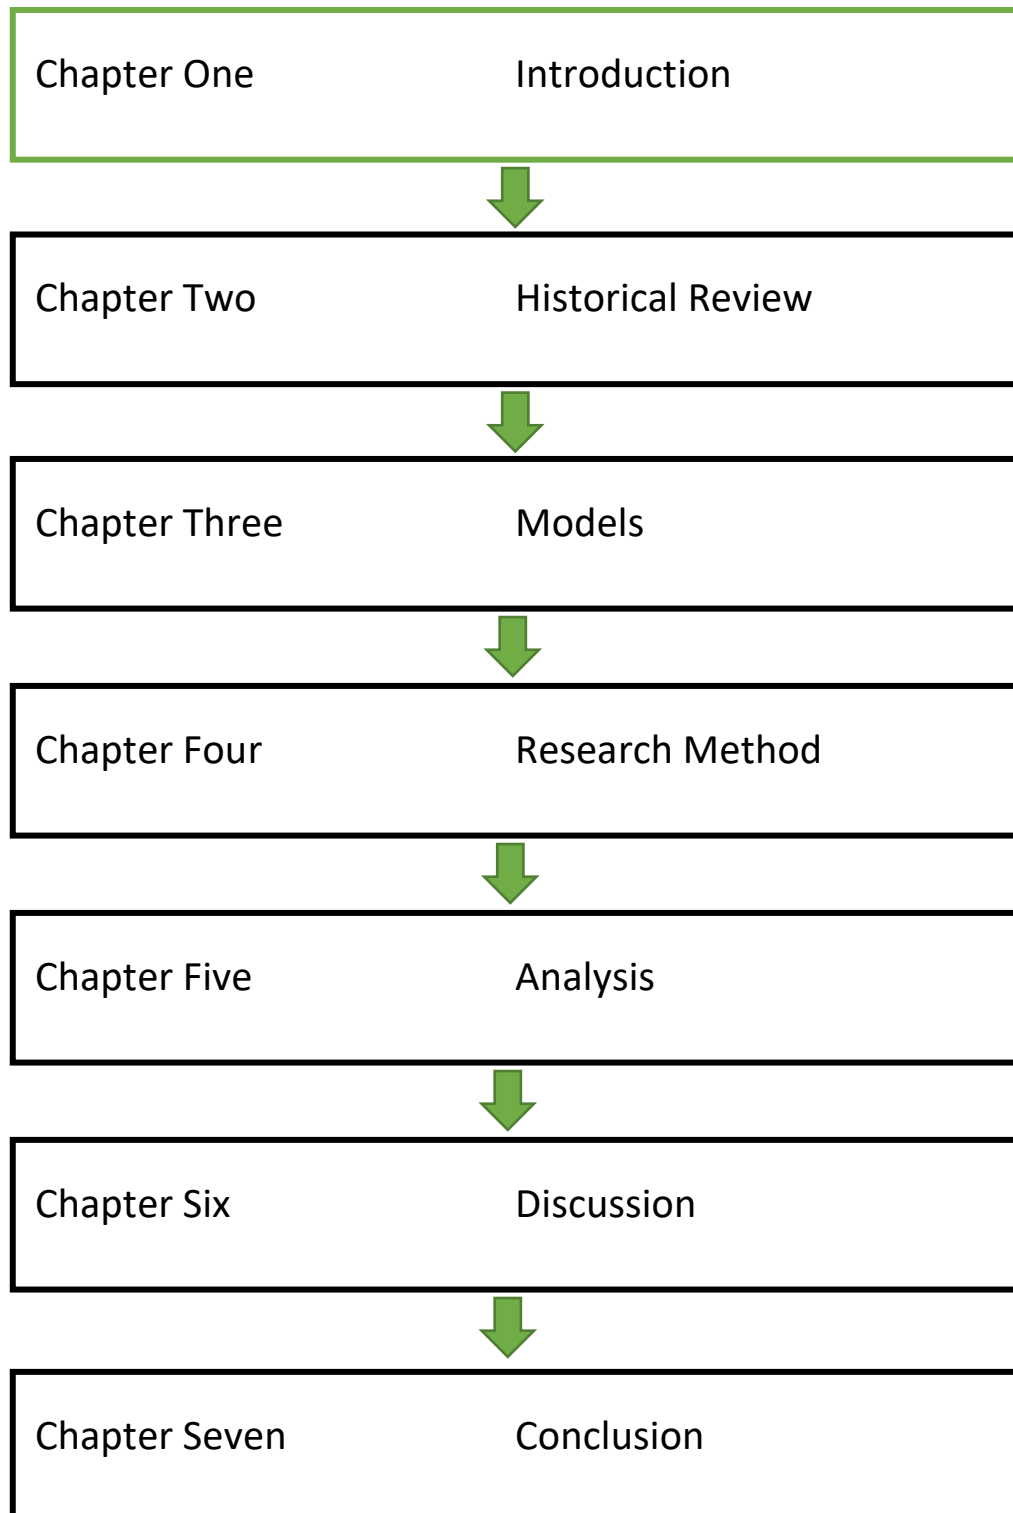 Chapter One Introduction
Chapter Two Historical Review
Chapter Three Models
Chapter Four Research Method
Chapter Five Analysis
Chapter Six Discussion
Chapter Seven Conclusion